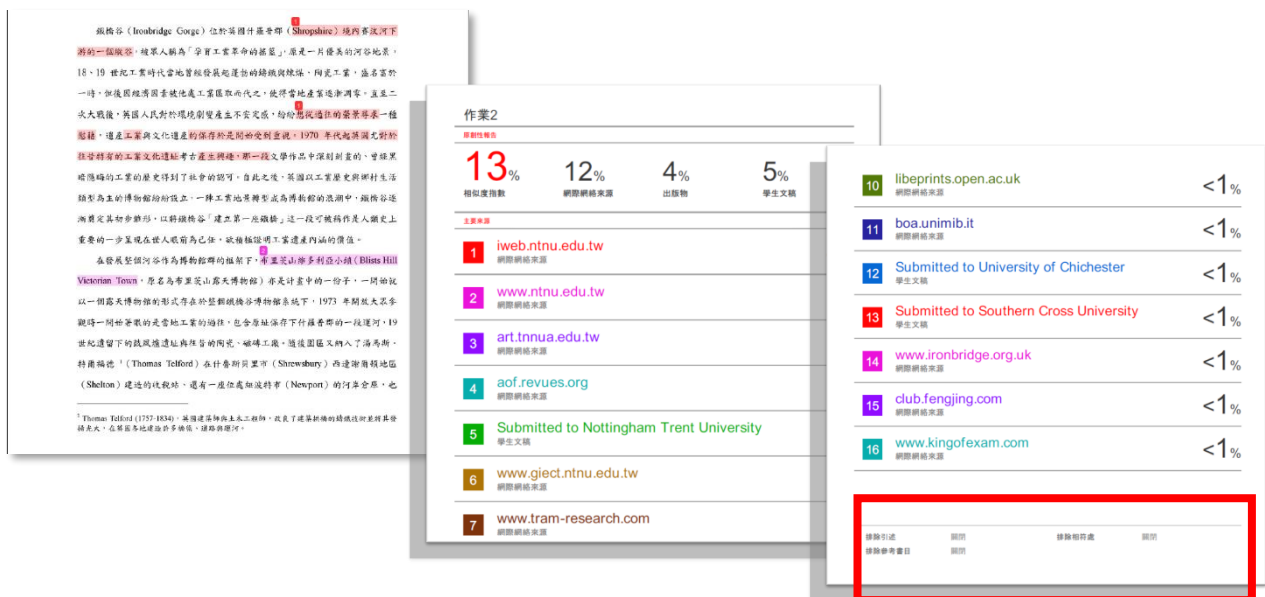 1
鐵橋谷（Ironbridge Gorge）位於英國什羅普郡（Shropshire）境內賽汶河下
游的一個峽谷，被眾人稱為「孕育工業革命的搖籃」，原是一片優美的河谷地景，
18、19 世紀工業時代當地曾經發展起蓬勃的鑄鐵與煉煤、陶瓷工業，盛名富於
一時，但後因經濟因素被他處工業區取而代之，使得當地產業逐漸凋零。直至二
1
次大戰後，英國人民對於環境劇變產生不安定感，紛紛想從過往的榮景尋求一種
慰藉，遺產工業與文化遺產的保存於是開始受到重視。1970 年代起英國尤對於
往昔特有的工業文化遺址考古產生興趣，那一段文學作品中深刻刻畫的、曾經黑
暗隱晦的工業的歷史得到了社會的認可。自此之後，英國以工業歷史與鄉村生活
類型為主的博物館紛紛設立，一陣工業地景轉型成為博物館的浪潮中，鐵橋谷逐
漸奠定其初步雛形，以將鐵橋谷「建立第一座鐵橋」這一段可被稱作是人類史上
重要的一步呈現在世人眼前為己任，欲積極證明工業遺產內涵的價值。
2
在發展整個河谷作為博物館群的框架下，布里茨山維多利亞小鎮（Blists Hill
Victorian Town，原名為布里茨山露天博物館）亦是計畫中的一份子，一開始就
以一個露天博物館的形式存在於整個鐵橋谷博物館系統下，1973 年開放大眾參
觀時一開始著眼的是當地工業的過往，包含原址保存下什羅普郡的一段運河，19
世紀遺留下的鼓風爐遺址與往昔的陶瓷、磁磚工廠。隨後園區又納入了湯馬斯．
特爾福德 1（Thomas Telford）在什魯斯貝里市（Shrewsbury）西邊謝爾頓地區
（Shelton）建造的收稅站、還有一座位處紐波特市（Newport）的河岸倉庫，也
1 Thomas Telford (1757-1834)，英國建築師與土木工程師，改良了建築拱橋的鑄鐵技術並將其發
揚光大，在英國各地建造許多橋樑、道路與運河。
作業2
原創性報告
13% 12% 4% 5%
相似度指數 網際網絡來源 出版物 學生文稿
主要來源
1 iweb.ntnu.edu.tw
網際網絡來源
2 www.ntnu.edu.tw
網際網絡來源
3 art.tnnua.edu.tw
網際網絡來源
4 aof.revues.org
網際網絡來源
5 Submitted to Nottingham Trent University
學生文稿
6 www.giect.ntnu.edu.tw
網際網絡來源
7 www.tram-research.com
網際網絡來源
10 libeprints.open.ac.uk <1%
網際網絡來源
11 boa.unimib.it <1%
網際網絡來源
12 Submitted to University of Chichester <1%
學生文稿
13 Submitted to Southern Cross University <1%
學生文稿
14 www.ironbridge.org.uk <1%
網際網絡來源
15 club.fengjing.com <1%
網際網絡來源
16 www.kingofexam.com <1%
網際網絡來源
排除引述 關閉 排除相符處 關閉
排除參考書目 關閉